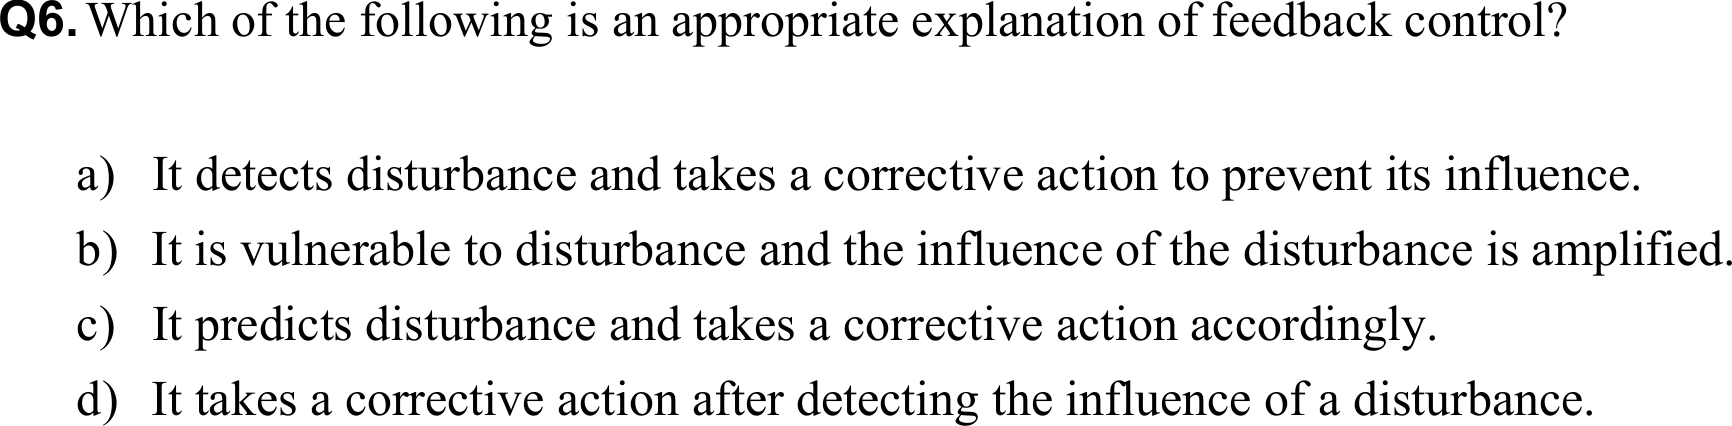 Q6. Which of the following is an appropriate explanation of feedback control?
a) It detects disturbance and takes a corrective action to prevent its influence.
b) It is vulnerable to disturbance and the influence of the disturbance is amplified.
c) It predicts disturbance and takes a corrective action accordingly.
d) It takes a corrective action after detecting the influence of a disturbance.